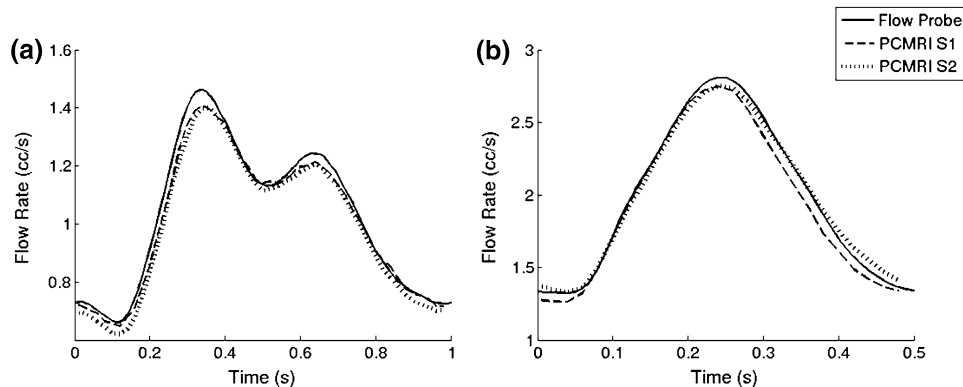 Flow Probe
PCMRI S1
PCMRI S2
(a)
1.6
1.4
1.2
1
0.8
Flow Rate (cc/s)
0
0.2
0.4
0.6
0.8
1
Time (s)
(b)
3
2.5
2
1.5
1
Flow Rate (cc/s)
0
0.1
0.2
0.3
0.4
0.5
Time (s)